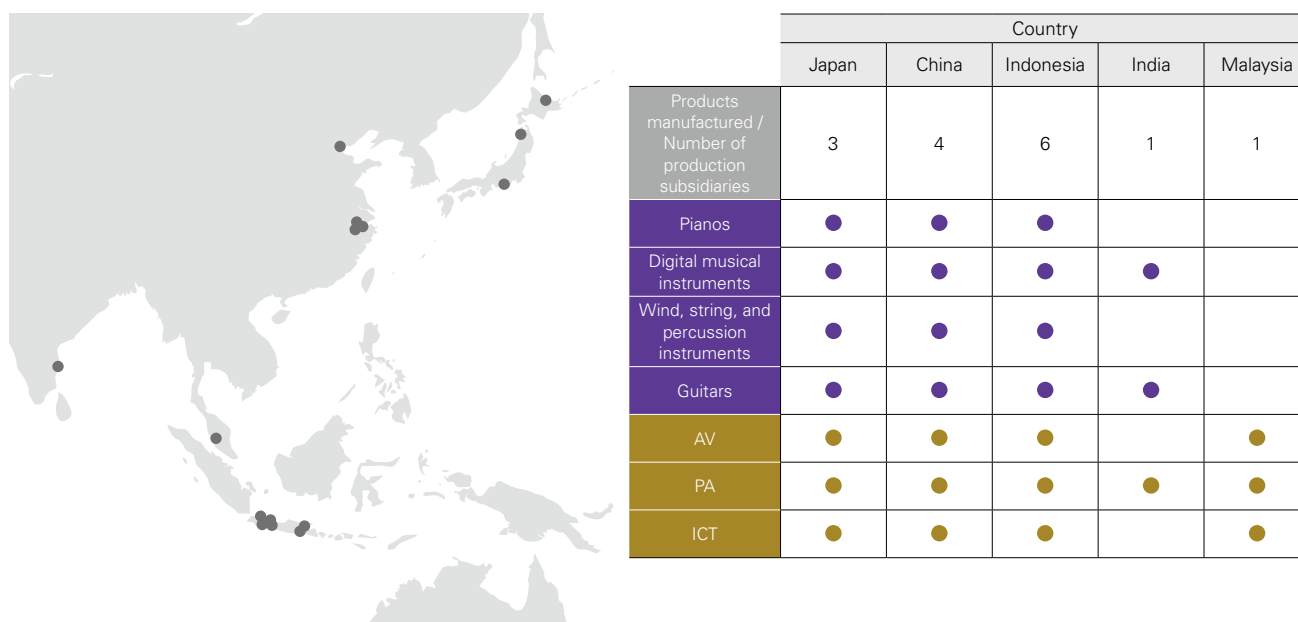 Country
Japan China Indonesia India Malaysia
Products
manufactured /
Number of
production
subsidiaries
3 4 6 1 1
Pianos
Digital musical
instruments
Wind, string, and
percussion
instruments
Guitars
AV
PA
ICT